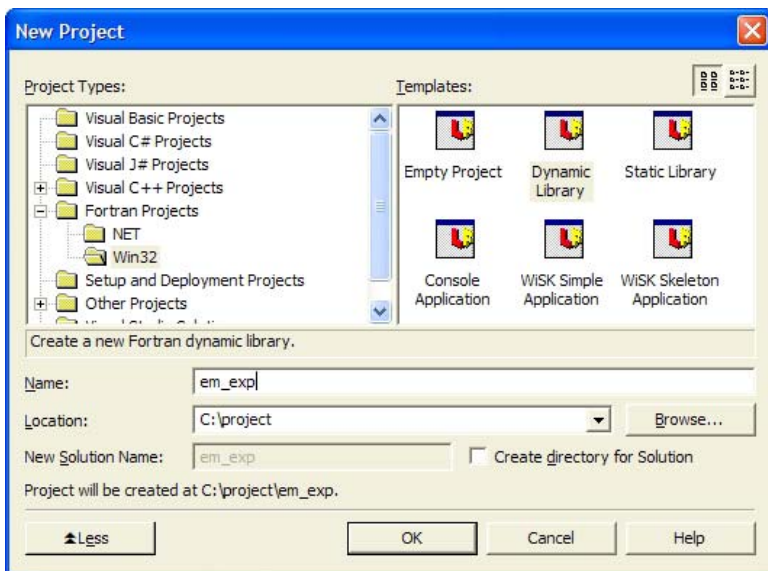 New Project
Project Types:
Templates:
Visual Basic Projects
Visual C# Projects
Visual J# Projects
Visual C++ Projects
Fortran Projects
NET
Win32
Setup and Deployment Projects
Other Projects
Empty Project
Dynamic
Library
Static Library
Console
Application
WiSK Simple
Application
WiSK Skeleton
Application
Create a new Fortran dynamic library.
Name:
em_exp
Location:
C:\project
Browse...
New Solution Name:
em_exp
Create directory for Solution
Project will be created at C:\project\em_exp.
Less
OK
Cancel
Help